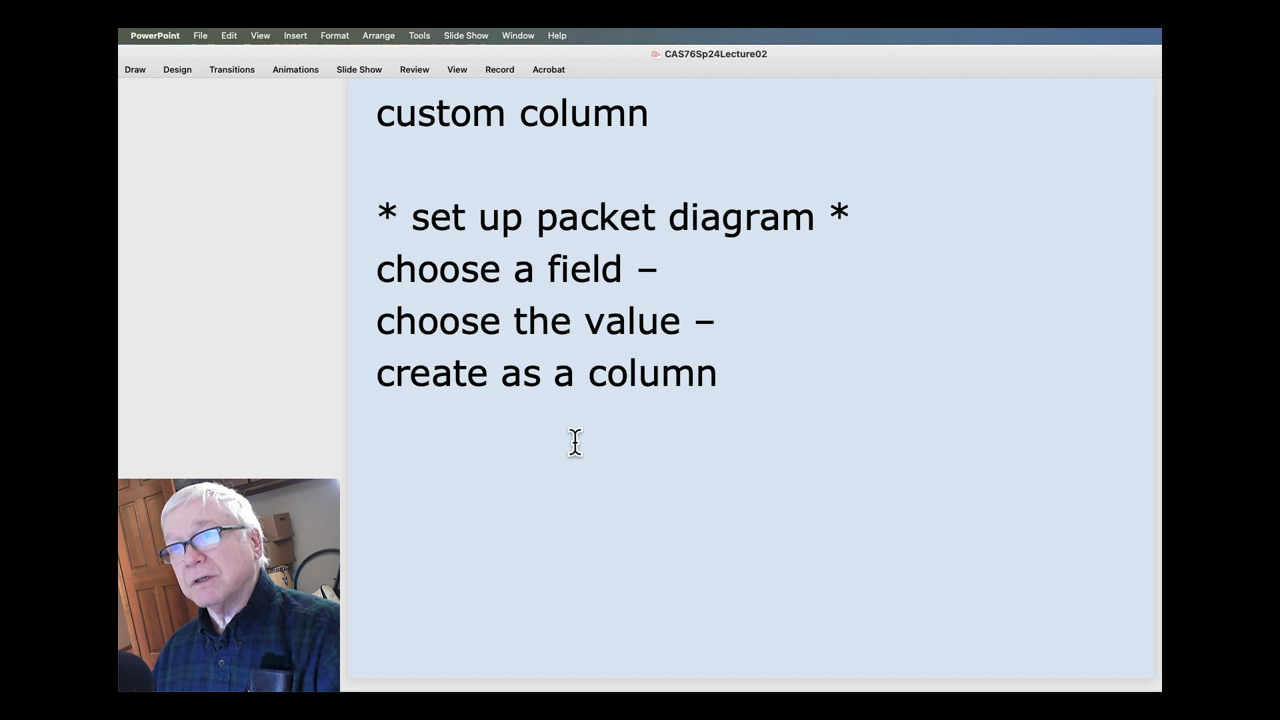 PowerPoint File Edit View Insert Format Arrange Tools Slide Show Window Help
CAS76Sp24Lecture02
Draw Design Transitions Animations Slide Show Review View Record Acrobat
custom column
* set up packet diagram *
choose a field –
choose the value –
create as a column